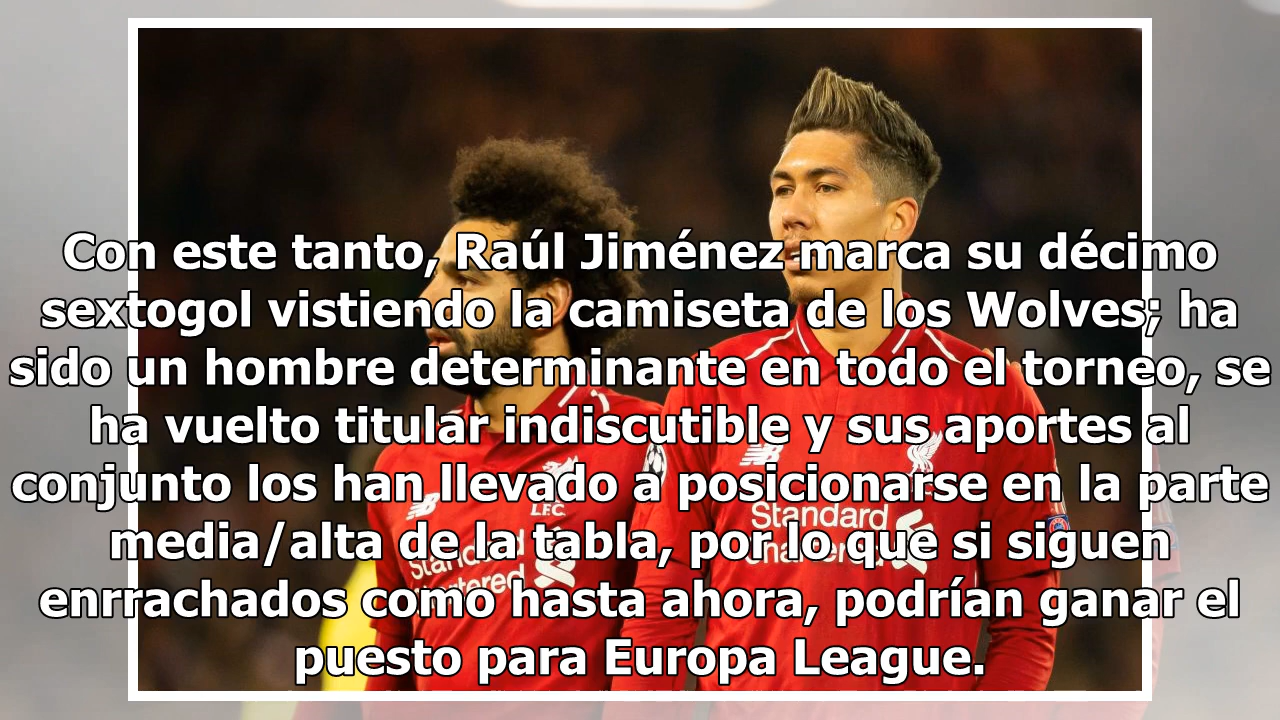 Con este tanto, Raúl Jiménez marca su décimo
sextogol vistiendo la camiseta de los Wolves; ha
sido un hombre determinante en todo el torneo, se
ha vuelto titular indiscutible y sus aportes al
conjunto los han llevado a posicionarse en la parte
media/alta de la tabla, por lo que si siguen
enrrachados como hasta ahora, podrían ganar el
puesto para Europa League.
L.F.C.
Standard